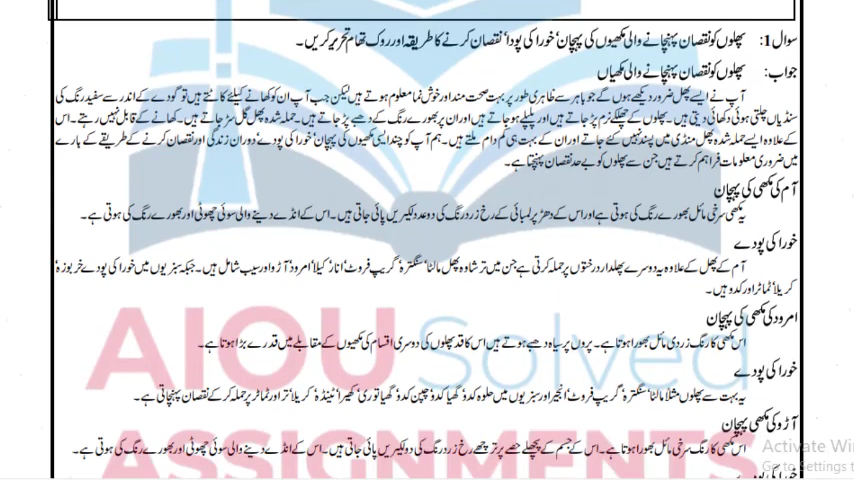 سوال1: پھلوں کو نقصان پہنچانے والی مکھیوں کی پہچان' خوراکی پودا' نقصان کرنے کا طریقہ اور روک تھام تحریر کریں۔
جواب: پھلوں کو نقصان پہنچانے والی مکھیاں
آپ نے ایسے پھل ضرور دیکھے ہوں گے جو باہر سے ظاہری طور پر بہت صحت مند اور خوش نما معلوم ہوتے ہیں لیکن جب آپ ان کو کھانے کیلئے کاٹتے ہیں تو گودے کے اندر سے سفید رنگ کی
سنڈیاں چلتی ہوئی دکھائی دیتی ہیں۔ پھلوں کے چھلکے نرم پڑ جاتے ہیں اور پلپلے ہو جاتے ہیں اور ان پر بھورے رنگ کے دھبے پڑ جاتے ہیں۔ حملہ شدہ پھل گل سڑ جاتے ہیں۔ کھانے کے قابل نہیں رہتے۔ اس
کے علاوہ ایسے حملہ شدہ پھل منڈی میں پسند نہیں کئے جاتے اور ان کے بہت ہی کم دام ملتے ہیں۔ ہم آپ کو چند ایسی مکھیوں کی پہچان' خوراکی پودے' دوران زندگی اور نقصان کرنے کے طریقے کے بارے
میں ضروری معلومات فراہم کرتے ہیں جن سے پھلوں کو بے حد نقصان پہنچتا ہے۔
آم کی مکھی کی پہچان
یہ مکھی سرخی مائل بھورے رنگ کی ہوتی ہے اور اس کے دھڑ پر لمبائی کے رخ زرد رنگ کی دو عدد لکیریں پائی جاتی ہیں۔ اس کے انڈے دینے والی سوئی چھوٹی اور بھورے رنگ کی ہوتی ہے۔
خوراکی پودے
آم کے پھل کے علاوہ یہ دوسرے پھلدار درختوں پر حملہ کرتی ہے جن میں ترشاوہ پھل مالٹا' سنگترہ' گریپ فروٹ' انار' کیلا' امرود' آڑو اور سیب شامل ہیں۔ جبکہ سبزیوں میں خوراکی پودے خربوزہ'
کریلا' ٹماٹر اور کدو ہیں۔
امرود کی مکھی کی پہچان
اس مکھی کا رنگ زردی مائل بھورا ہوتا ہے۔ پروں پر سیاہ دھبے ہوتے ہیں اس کا قد پھلوں کی دوسری اقسام کی مکھیوں کے مقابلے میں قدرے بڑا ہوتا ہے۔
خوراکی پودے
یہ بہت سے پھلوں مثلاً مالٹا' سنگترہ' گریپ فروٹ' انجیر اور سبزیوں میں حلوہ کدو' گھیا کدو' چپن کدو' گھیا توری' کھیرا' ٹینڈہ' کریلا' تر اور ٹماٹر پر حملہ کر کے نقصان پہنچاتی ہے۔
آڑو کی مکھی پہچان
اس مکھی کا رنگ سرخی مائل بھورا ہوتا ہے۔ اس کے جسم کے پچھلے حصے پر ترچھے رخ زرد رنگ کی دو لکیریں پائی جاتی ہیں۔ اس کے انڈے دینے والی سوئی چھوٹی اور بھورے رنگ کی ہوتی ہے۔
AIOU Solved
ASSIGNMENTS
Activate Win
Go to Settings t